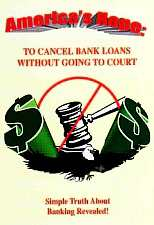 America's Hope:
TO CANCEL BANK LOANS
WITHOUT GOING TO COURT
$ $
Simple Truth About
Banking Revealed!